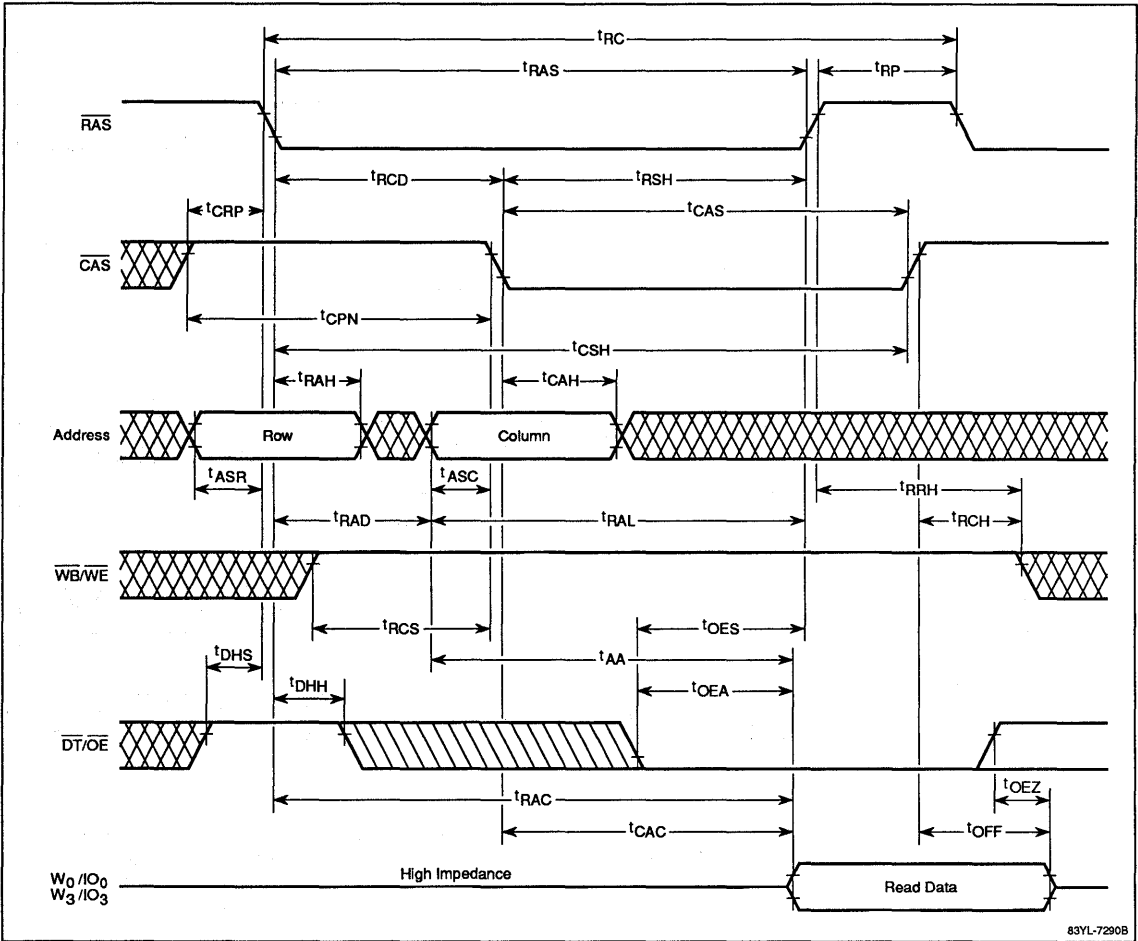 tRC
tRAS
tRP
RAS
tRCD
tRSH
tCRP
tCAS
CAS
tCPN
tCSH
tRAH
tCAH
Address
Row
Column
tASR
tASC
tRRH
tRAD
tRAL
tRCH
WB/WE
tRCS
tOES
tDHS
tAA
tDHH
tOEA
DT/OE
tRAC
tOEZ
tCAC
tOFF
High Impedance
W0/IO0
W3/IO3
Read Data
83YL-7290B